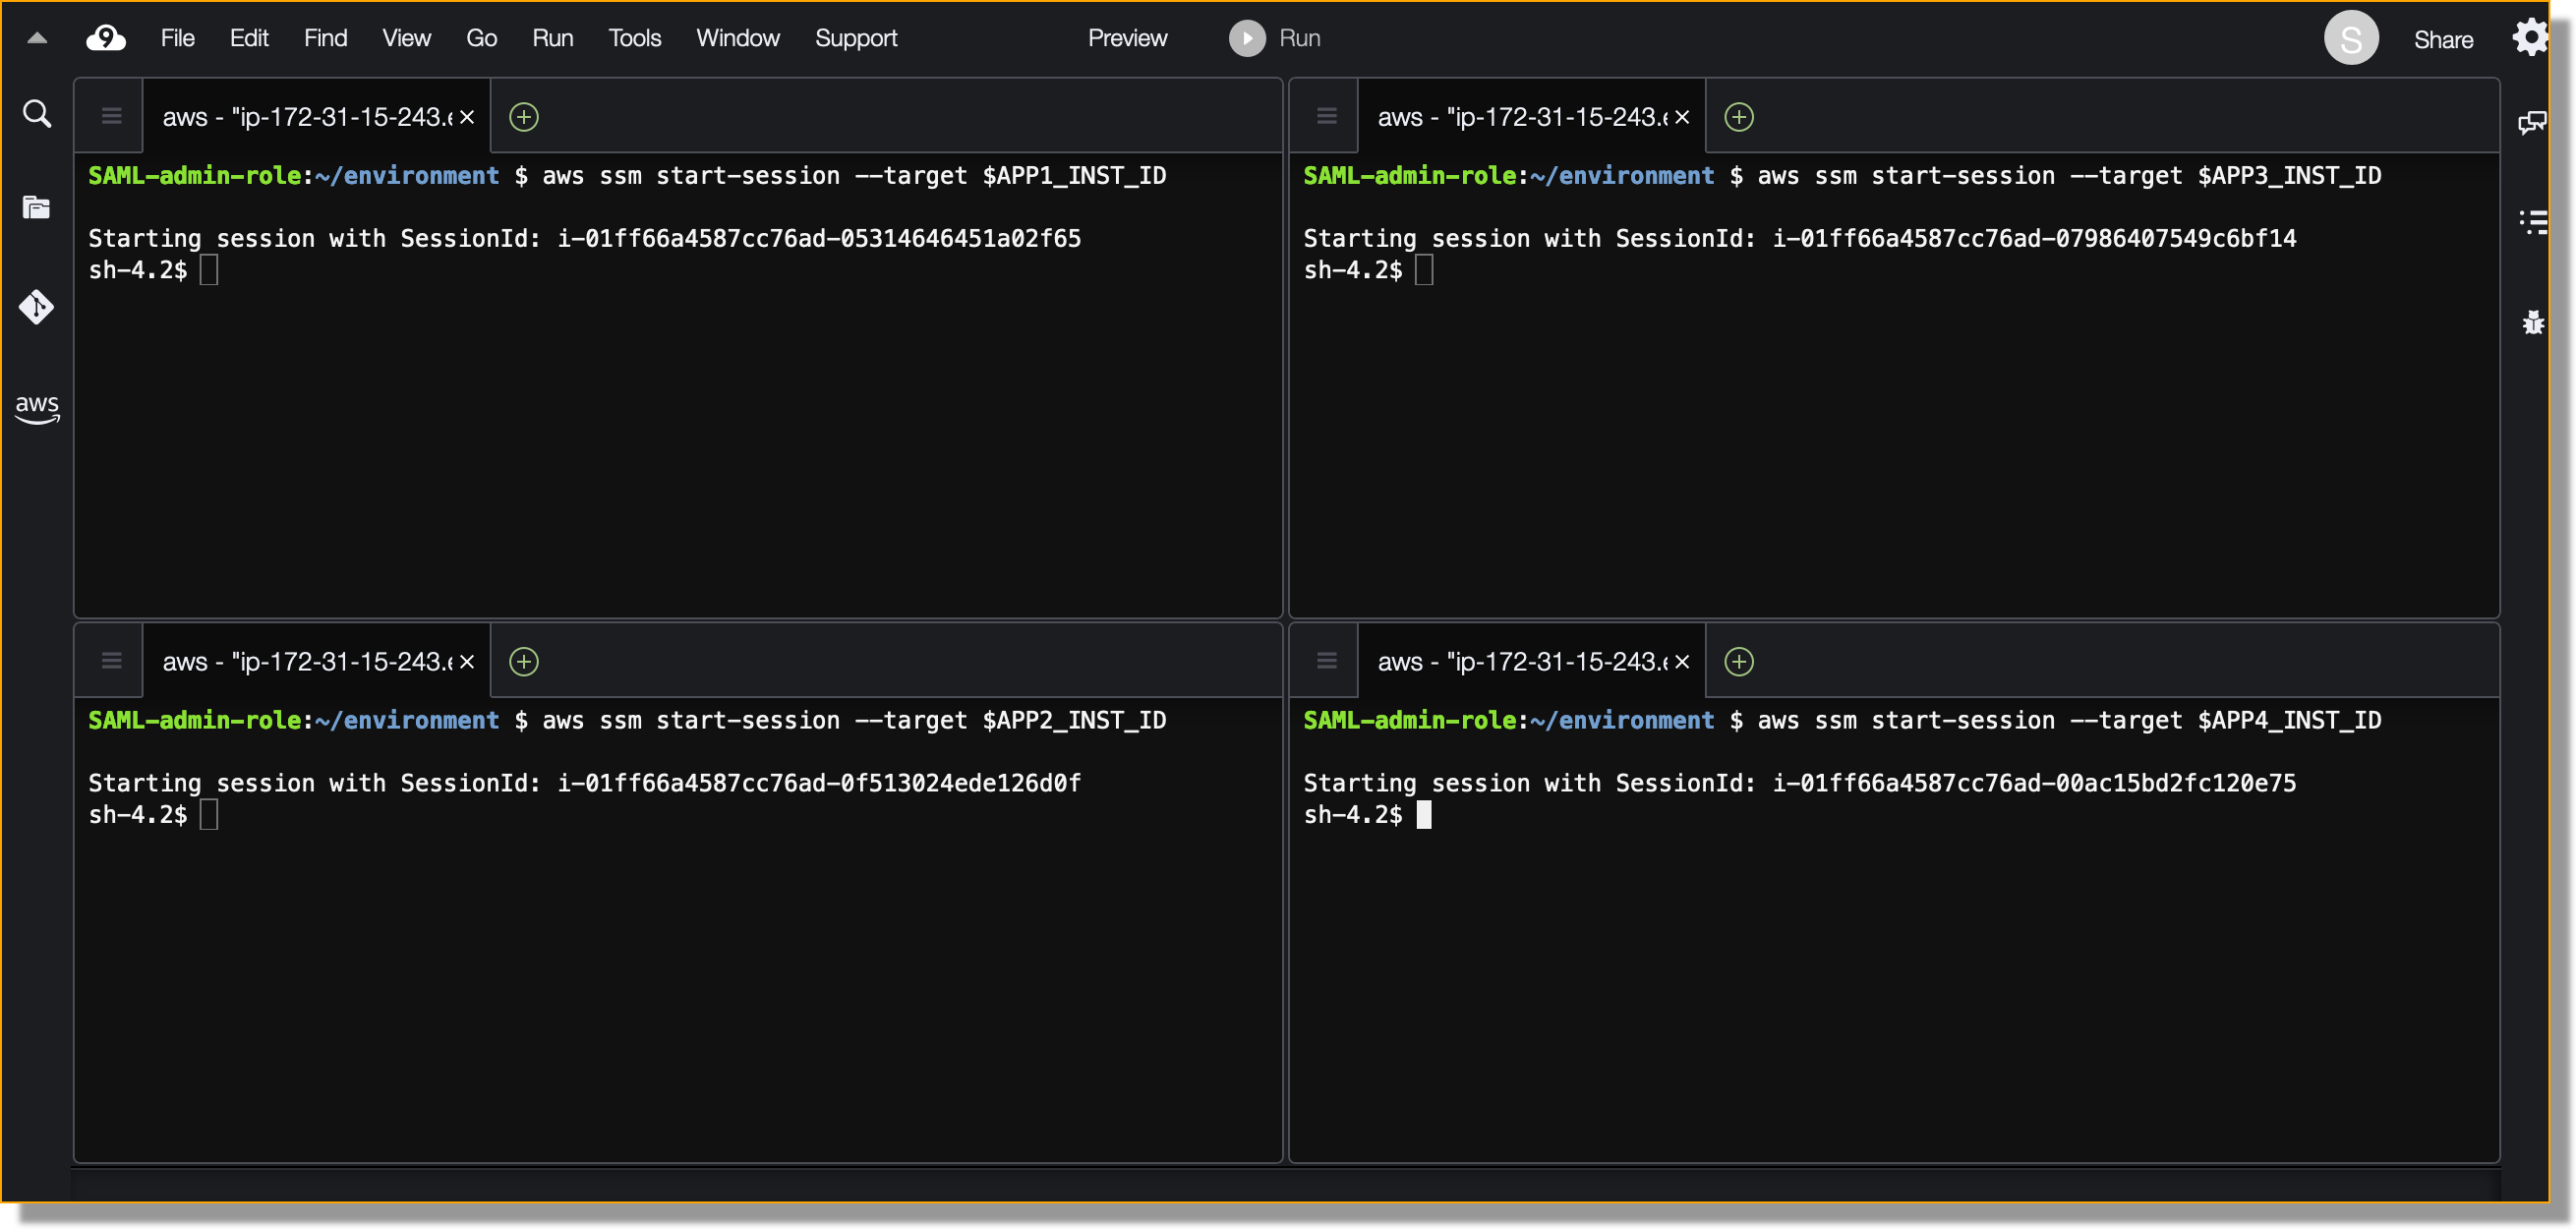 9 File Edit Find View Go Run Tools Window Support Preview Run S Share
aws - "ip-172-31-15-243.e ×
SAML-admin-role:~/environment $ aws ssm start-session --target $APP1_INST_ID
Starting session with SessionId: i-01ff66a4587cc76ad-05314646451a02f65
sh-4.2$
aws - "ip-172-31-15-243.e ×
SAML-admin-role:~/environment $ aws ssm start-session --target $APP3_INST_ID
Starting session with SessionId: i-01ff66a4587cc76ad-07986407549c6bf14
sh-4.2$
aws
aws - "ip-172-31-15-243.e ×
SAML-admin-role:~/environment $ aws ssm start-session --target $APP2_INST_ID
Starting session with SessionId: i-01ff66a4587cc76ad-0f513024ede126d0f
sh-4.2$
aws - "ip-172-31-15-243.e ×
SAML-admin-role:~/environment $ aws ssm start-session --target $APP4_INST_ID
Starting session with SessionId: i-01ff66a4587cc76ad-00ac15bd2fc120e75
sh-4.2$